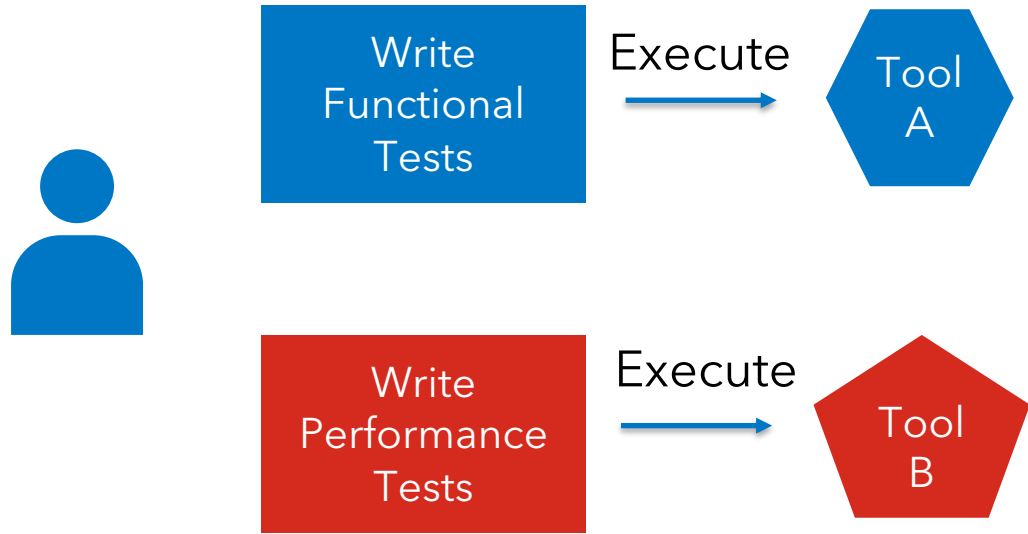 Write
Functional
Tests
Execute
Tool
A
Write
Performance
Tests
Execute
Tool
B